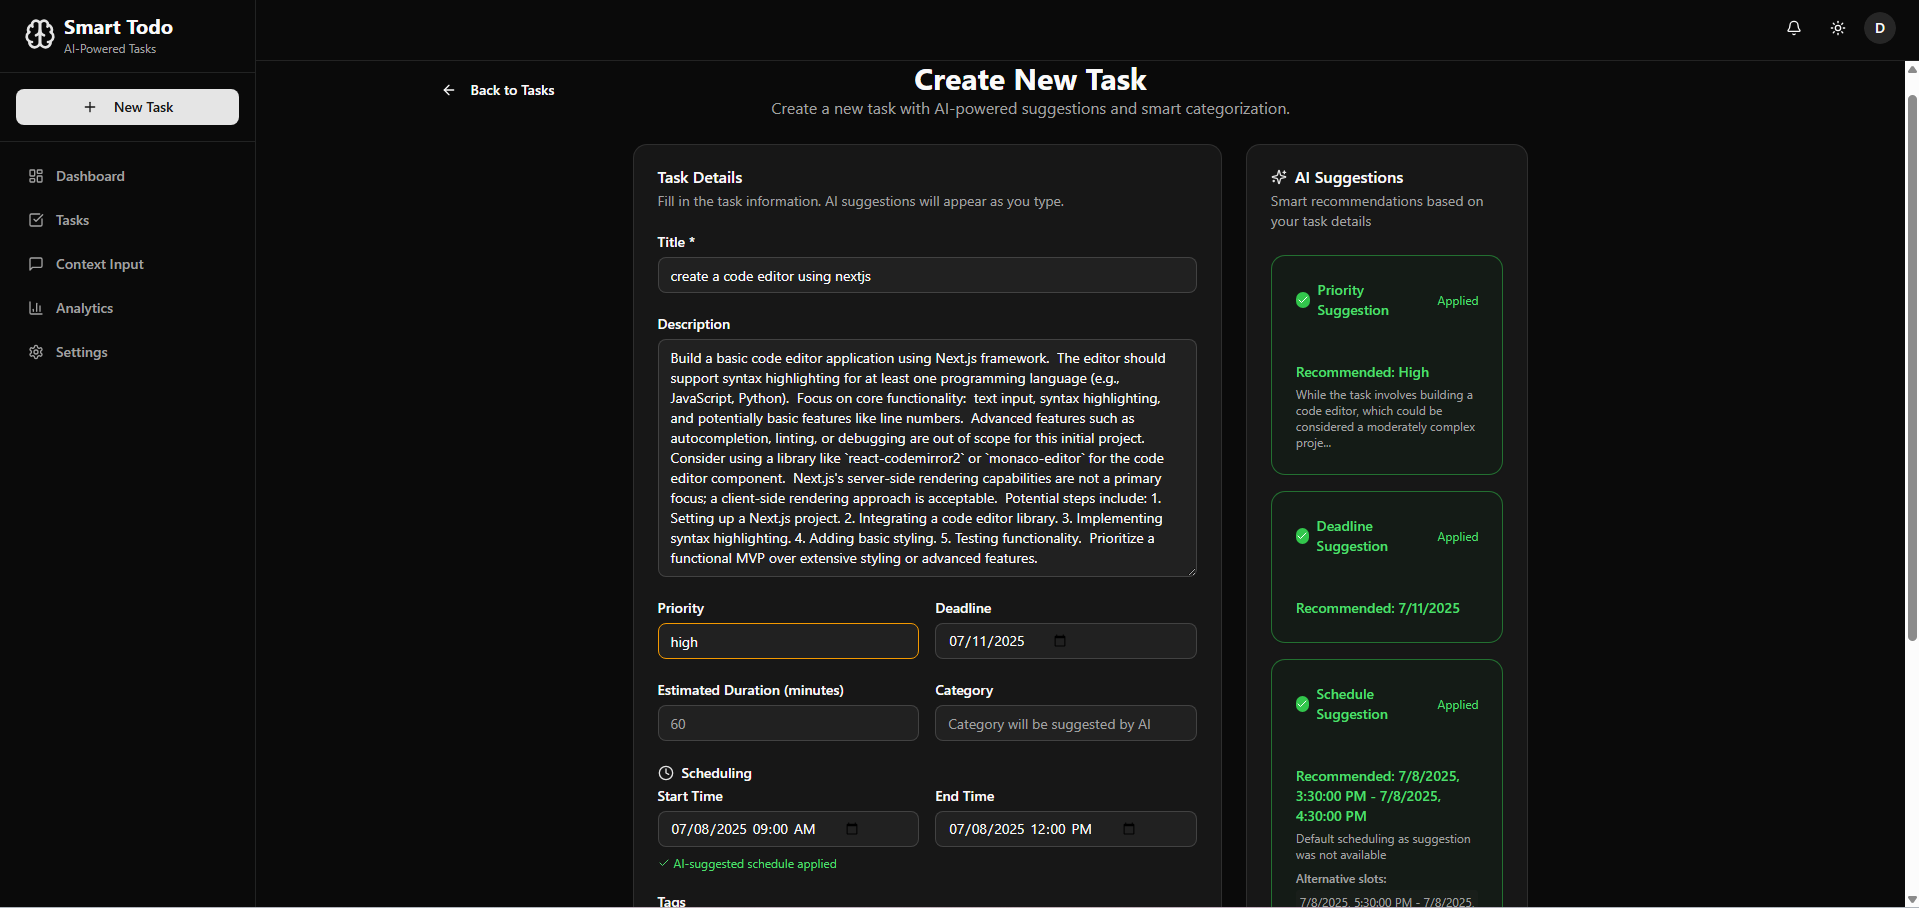 Smart Todo
AI-Powered Tasks
New Task
Dashboard
Tasks
Context Input
Analytics
Settings
D
Back to Tasks
Create New Task
Create a new task with AI-powered suggestions and smart categorization.
Task Details
Fill in the task information. AI suggestions will appear as you type.
Title *
create a code editor using nextjs
Description
Build a basic code editor application using Next.js framework.  The editor should
support syntax highlighting for at least one programming language (e.g.,
JavaScript, Python).  Focus on core functionality:  text input, syntax highlighting,
and potentially basic features like line numbers.  Advanced features such as
autocompletion, linting, or debugging are out of scope for this initial project.
Consider using a library like `react-codemirror2` or `monaco-editor` for the code
editor component.  Next.js's server-side rendering capabilities are not a primary
focus; a client-side rendering approach is acceptable.  Potential steps include: 1.
Setting up a Next.js project. 2. Integrating a code editor library. 3. Implementing
syntax highlighting. 4. Adding basic styling. 5. Testing functionality.  Prioritize a
functional MVP over extensive styling or advanced features.
Priority
high
Deadline
07/11/2025
Estimated Duration (minutes)
60
Category
Category will be suggested by AI
Scheduling
Start Time
07/08/2025 09:00 AM
End Time
07/08/2025 12:00 PM
AI-suggested schedule applied
Tags
AI Suggestions
Smart recommendations based on
your task details
Priority
Suggestion
Applied
Recommended: High
While the task involves building a
code editor, which could be
considered a moderately complex
proje...
Deadline
Suggestion
Applied
Recommended: 7/11/2025
Schedule
Suggestion
Applied
Recommended: 7/8/2025,
3:30:00 PM - 7/8/2025,
4:30:00 PM
Default scheduling as suggestion
was not available
Alternative slots:
7/8/2025, 5:30:00 PM - 7/8/2025,